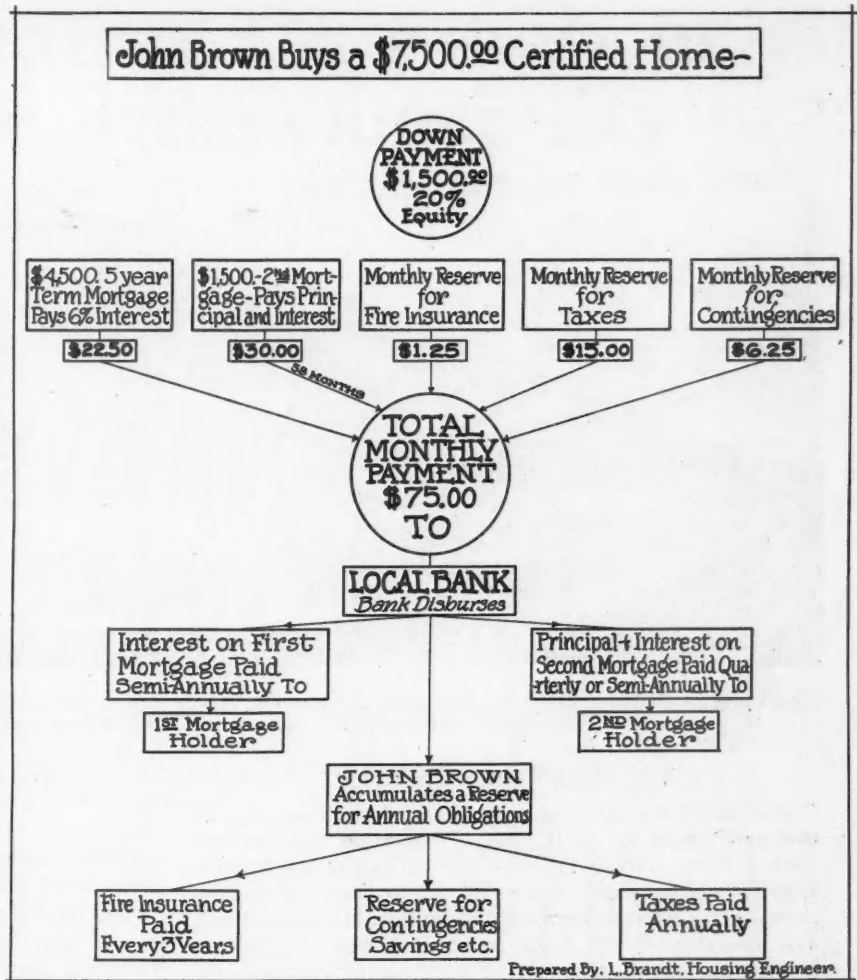 John Brown Buys a $7,500.00 Certified Home-
DOWN
PAYMENT
$1,500.00
20%
Equity
$4,500. 5 year
Term Mortgage
Pays 6% Interest
$22.50
$1,500.-2nd Mort-
gage-Pays Prin-
cipal and Interest
$30.00
Monthly Reserve
for
Fire Insurance
$1.25
Monthly Reserve
for
Taxes
$15.00
Monthly Reserve
for
Contingencies
$6.25
58 MONTHS
TOTAL
MONTHLY
PAYMENT
$75.00
TO
LOCAL BANK
Bank Disburses
Interest on First
Mortgage Paid
Semi-Annually To
1ST Mortgage
Holder
Principal + Interest on
Second Mortgage Paid Qua
rterly or Semi-Annually To
2ND Mortgage
Holder
JOHN BROWN
Accumulates a Reserve
for Annual Obligations
Fire Insurance
Paid
Every 3 Years
Reserve for
Contingencies
Savings etc.
Taxes Paid
Annually
Prepared By. L. Brandt. Housing Engineer.